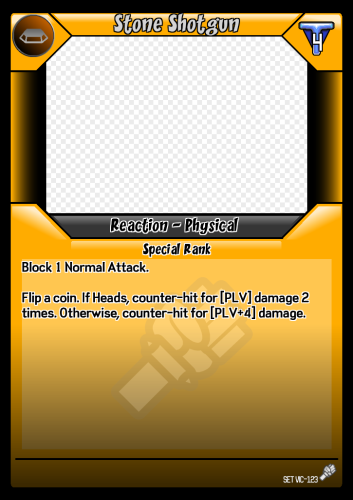 Stone Shotgun
4
Reaction - Physical
Special Rank
Block 1 Normal Attack.
Flip a coin. If Heads, counter-hit for [PLV] damage 2
times. Otherwise, counter-hit for [PLV+4] damage.
SET VIC-123